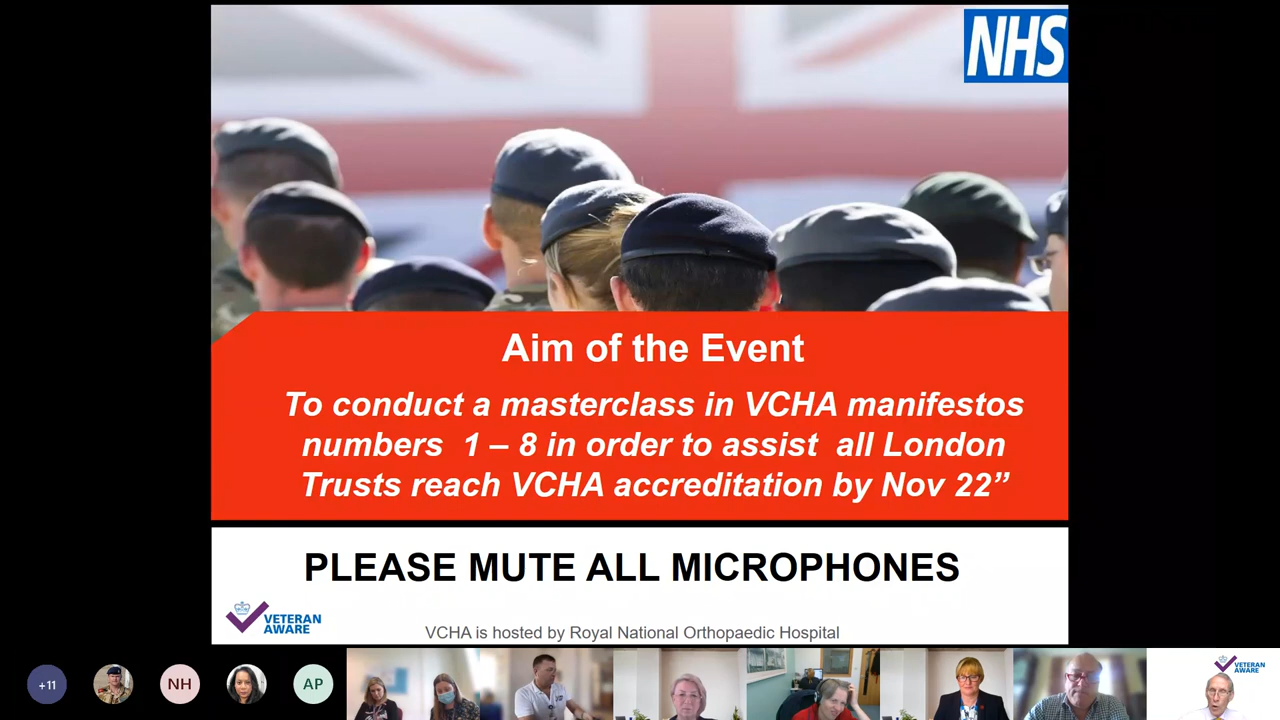 NHS
Aim of the Event
To conduct a masterclass in VCHA manifestos
numbers 1 – 8 in order to assist all London
Trusts reach VCHA accreditation by Nov 22”
PLEASE MUTE ALL MICROPHONES
VETERAN
AWARE
VCHA is hosted by Royal National Orthopaedic Hospital
+11
NH
AP
VETERAN
AWARE